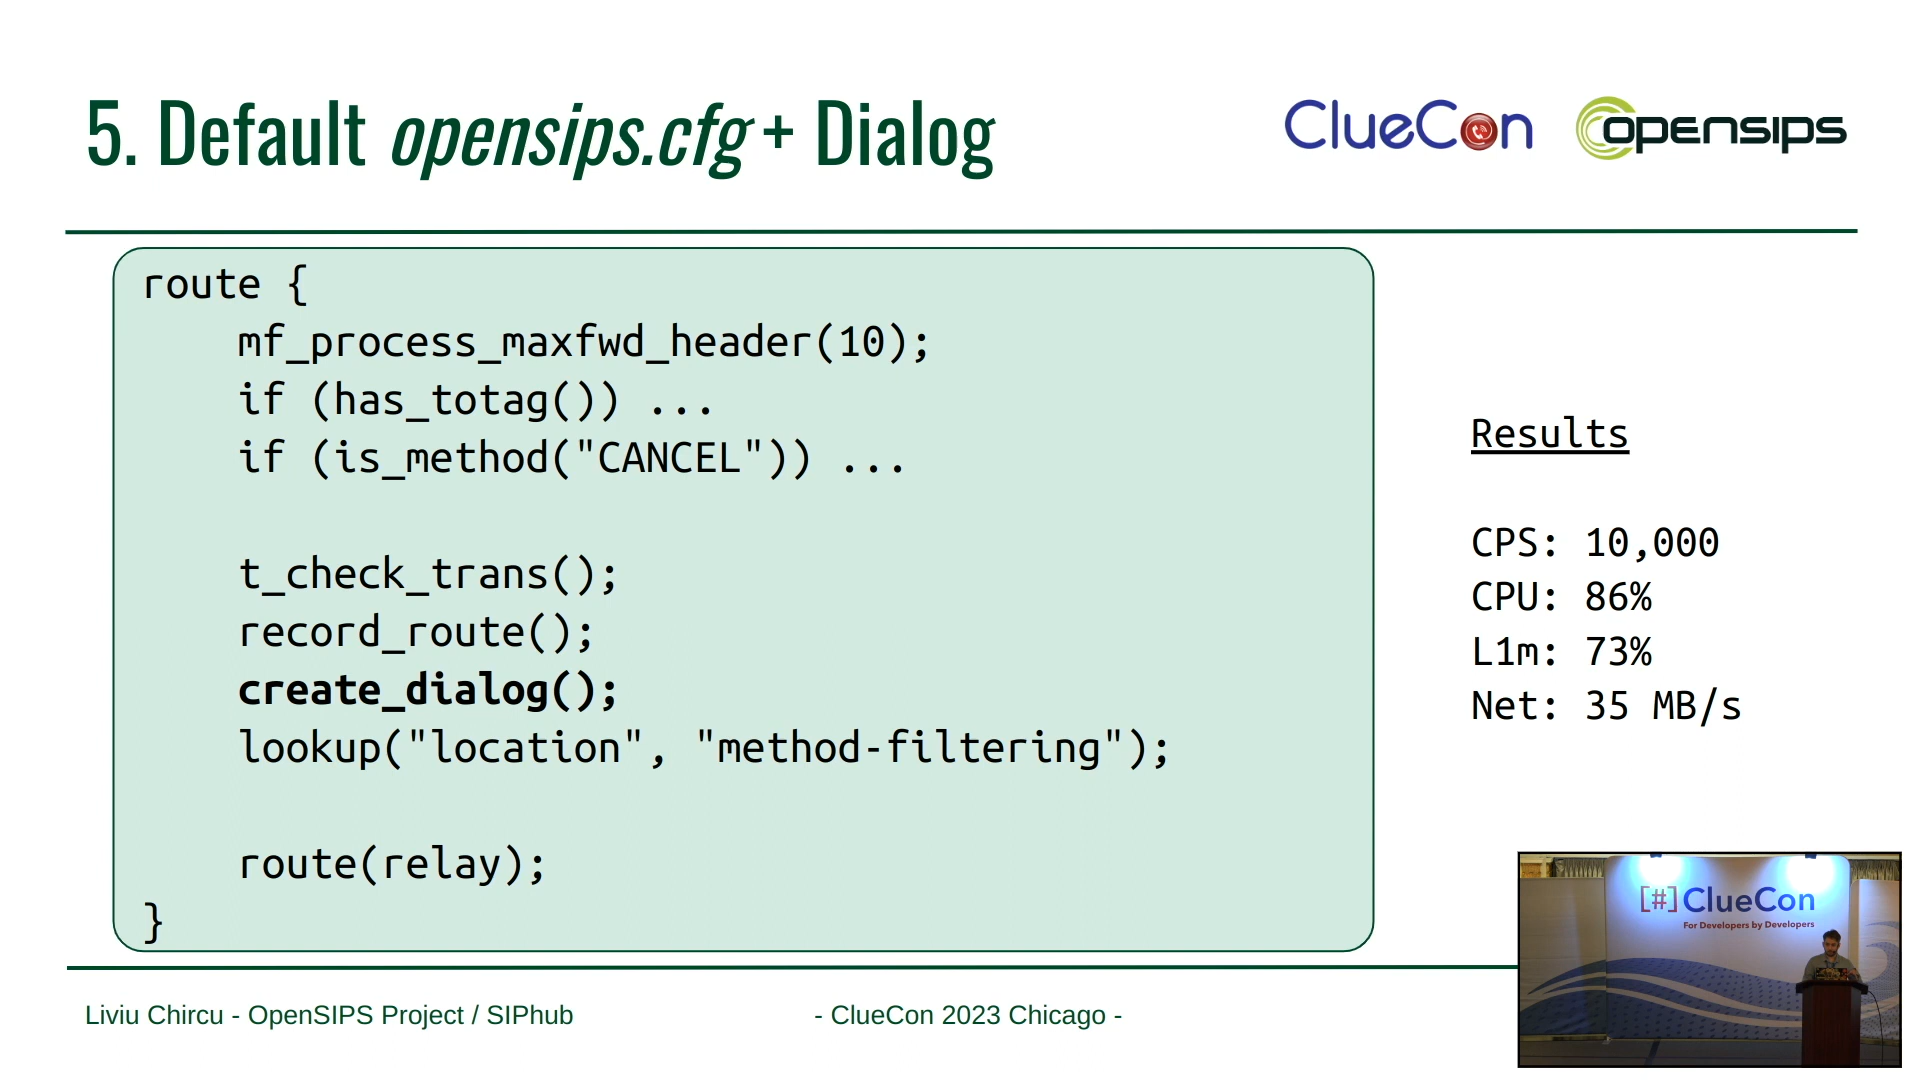 5. Default opensips.cfg + Dialog
ClueCon
opensips
route {
mf_process_maxfwd_header(10);
if (has_totag()) ...
if (is_method("CANCEL")) ...
t_check_trans();
record_route();
create_dialog();
lookup("location", "method-filtering");
route(relay);
}
Results
CPS: 10,000
CPU: 86%
L1m: 73%
Net: 35 MB/s
[#] ClueCon
For Developers by Developers
Liviu Chircu - OpenSIPS Project / SIPhub
- ClueCon 2023 Chicago -